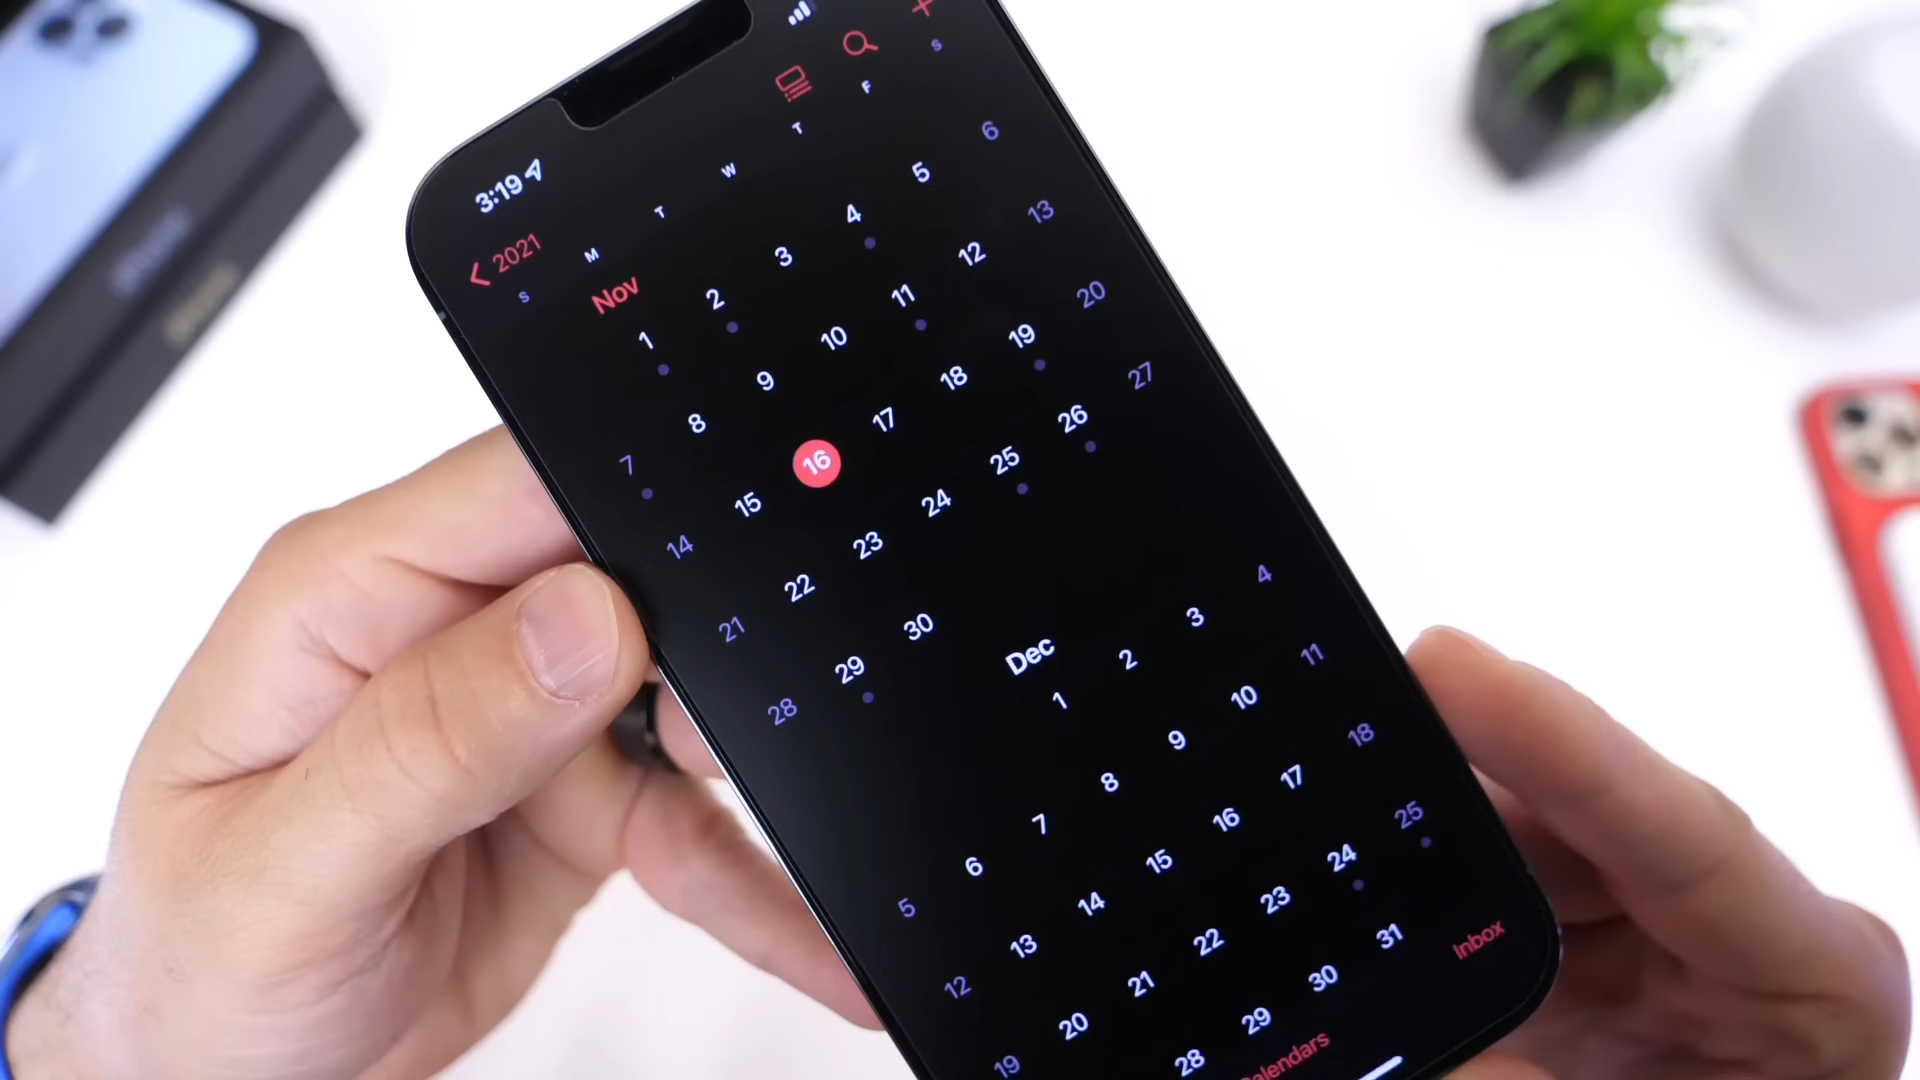 3:19
2021
S M T W T F S
Nov
1 2 3 4 5 6
7 8 9 10 11 12 13
14 15 16 17 18 19 20
21 22 23 24 25 26 27
28 29 30
Dec
1 2 3 4
5 6 7 8 9 10 11
12 13 14 15 16 17 18
19 20 21 22 23 24 25
28 29 30 31
Calendars
Inbox